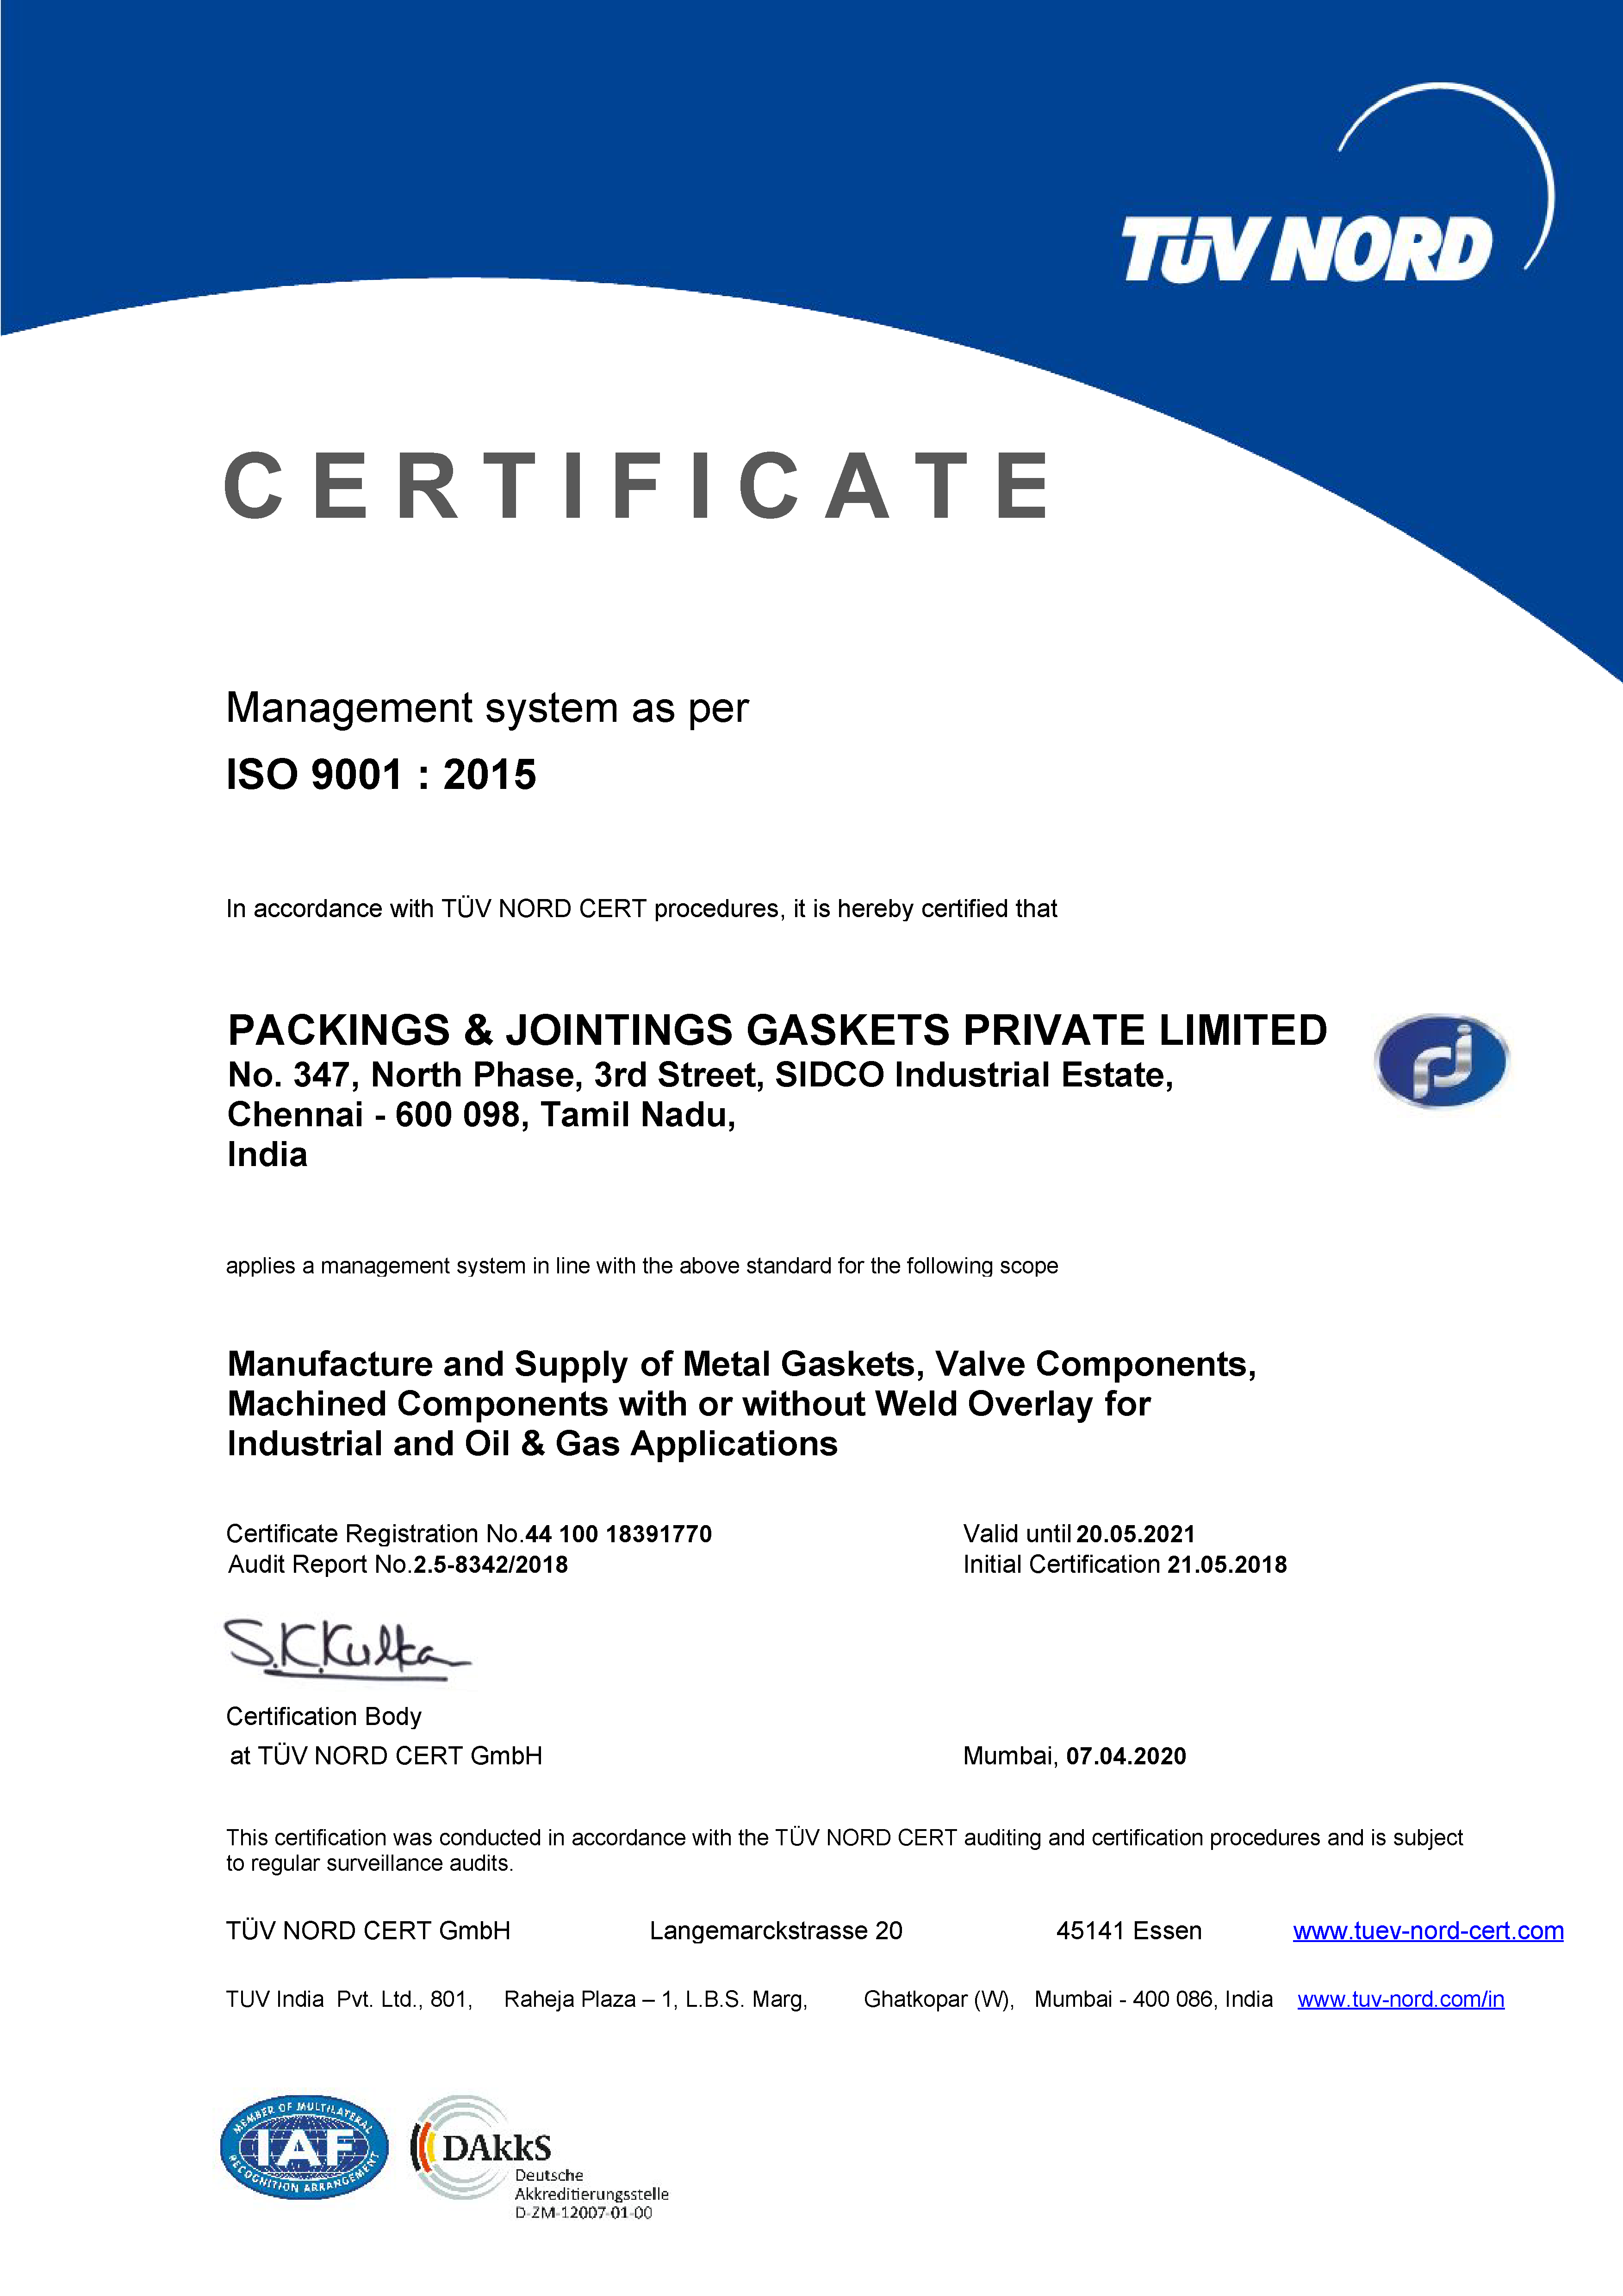 TÜV NORD
CERTIFICATE
Management system as per
ISO 9001 : 2015
In accordance with TÜV NORD CERT procedures, it is hereby certified that
PACKINGS & JOINTINGS GASKETS PRIVATE LIMITED
No. 347, North Phase, 3rd Street, SIDCO Industrial Estate,
Chennai - 600 098, Tamil Nadu,
India
pj
applies a management system in line with the above standard for the following scope
Manufacture and Supply of Metal Gaskets, Valve Components,
Machined Components with or without Weld Overlay for
Industrial and Oil & Gas Applications
Certificate Registration No.44 100 18391770 Valid until 20.05.2021
Audit Report No.2.5-8342/2018 Initial Certification 21.05.2018
S.K.Kulka
Certification Body
at TÜV NORD CERT GmbH Mumbai, 07.04.2020
This certification was conducted in accordance with the TÜV NORD CERT auditing and certification procedures and is subject
to regular surveillance audits.
TÜV NORD CERT GmbH Langemarckstrasse 20 45141 Essen www.tuev-nord-cert.com
TUV India Pvt. Ltd., 801, Raheja Plaza – 1, L.B.S. Marg, Ghatkopar (W), Mumbai - 400 086, India www.tuv-nord.com/in
MEMBER OF MULTILATERAL
IAF
RECOGNITION ARRANGEMENT
DAkkS
Deutsche
Akkreditierungsstelle
D-ZM-12007-01-00